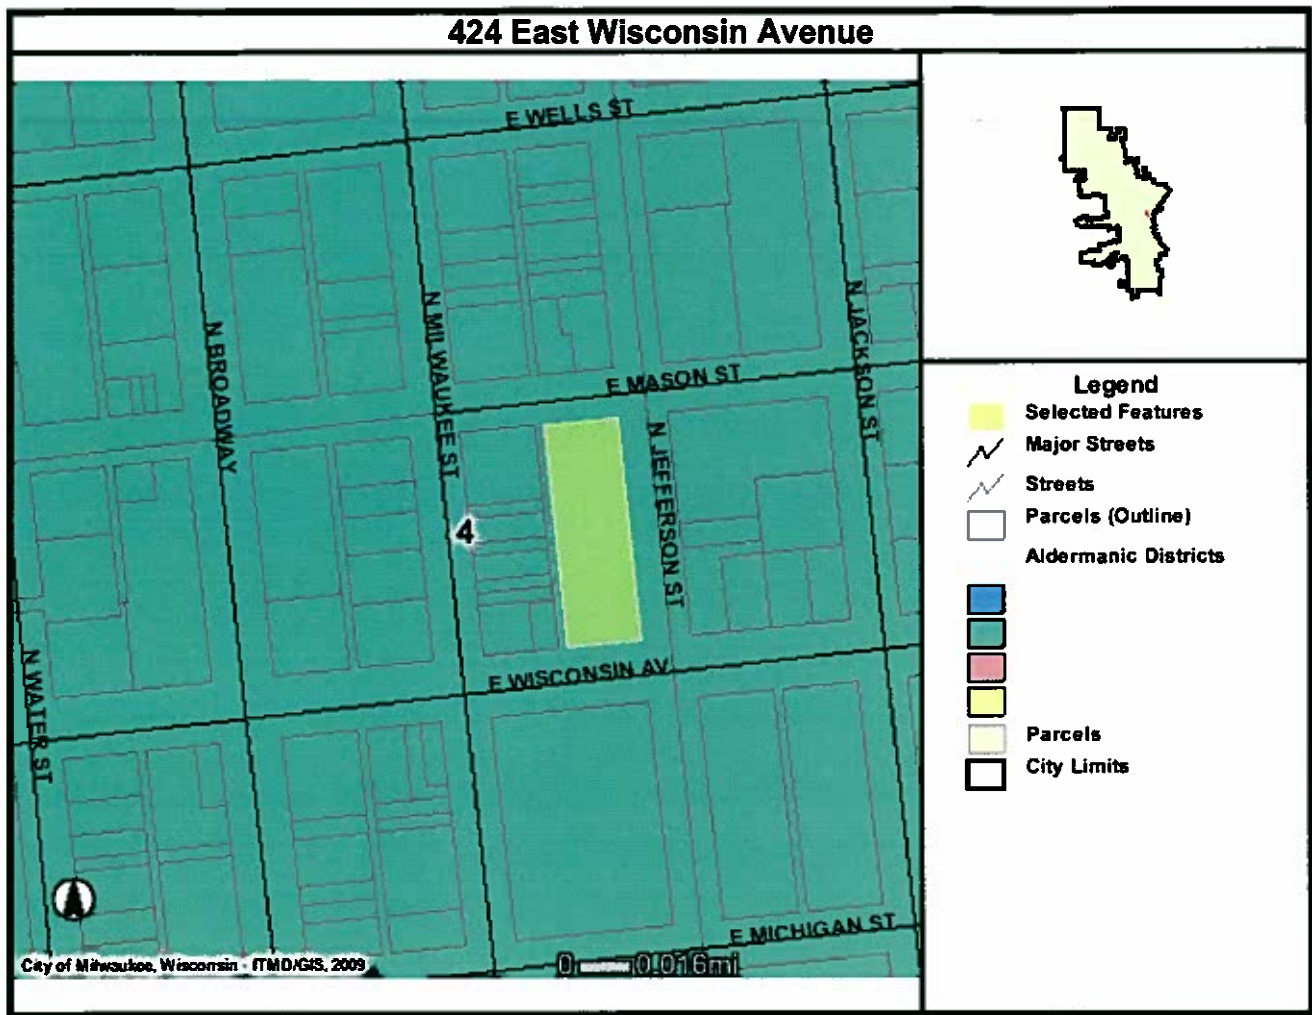 424 East Wisconsin Avenue
E WELLS ST
N BROADWAY
N MILWAUKEE ST
N JACKSON ST
E MASON ST
N JEFFERSON ST
4
E WISCONSIN AV
N WATER ST
E MICHIGAN ST
City of Milwaukee, Wisconsin - ITMD/GIS, 2009
0 0.016mi
Legend
Selected Features
Major Streets
Streets
Parcels (Outline)
Aldermanic Districts
Parcels
City Limits